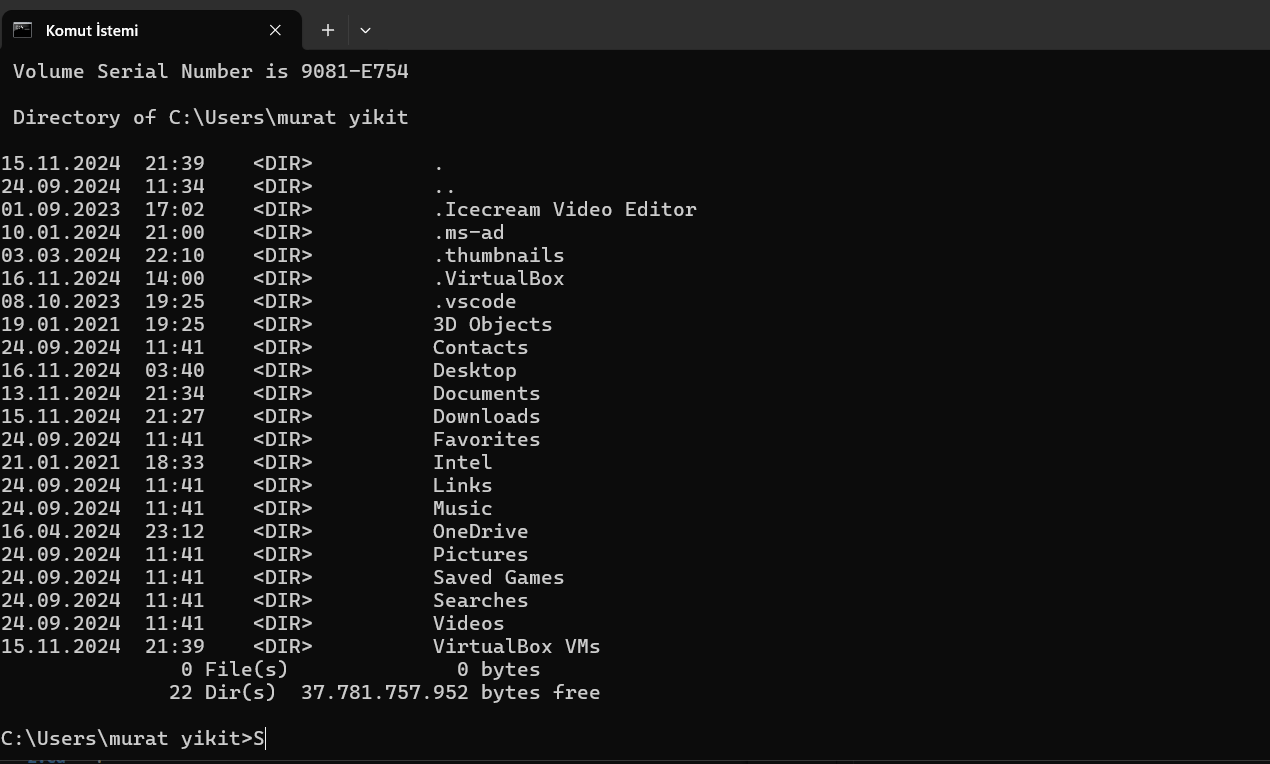 Komut İstemi
Volume Serial Number is 9081-E754
Directory of C:\Users\murat yikit
15.11.2024  21:39    <DIR>          .
24.09.2024  11:34    <DIR>          ..
01.09.2023  17:02    <DIR>          .Icecream Video Editor
10.01.2024  21:00    <DIR>          .ms-ad
03.03.2024  22:10    <DIR>          .thumbnails
16.11.2024  14:00    <DIR>          .VirtualBox
08.10.2023  19:25    <DIR>          .vscode
19.01.2021  19:25    <DIR>          3D Objects
24.09.2024  11:41    <DIR>          Contacts
16.11.2024  03:40    <DIR>          Desktop
13.11.2024  21:34    <DIR>          Documents
15.11.2024  21:27    <DIR>          Downloads
24.09.2024  11:41    <DIR>          Favorites
21.01.2021  18:33    <DIR>          Intel
24.09.2024  11:41    <DIR>          Links
24.09.2024  11:41    <DIR>          Music
16.04.2024  23:12    <DIR>          OneDrive
24.09.2024  11:41    <DIR>          Pictures
24.09.2024  11:41    <DIR>          Saved Games
24.09.2024  11:41    <DIR>          Searches
24.09.2024  11:41    <DIR>          Videos
15.11.2024  21:39    <DIR>          VirtualBox VMs
0 File(s)              0 bytes
22 Dir(s)  37.781.757.952 bytes free
C:\Users\murat yikit>S